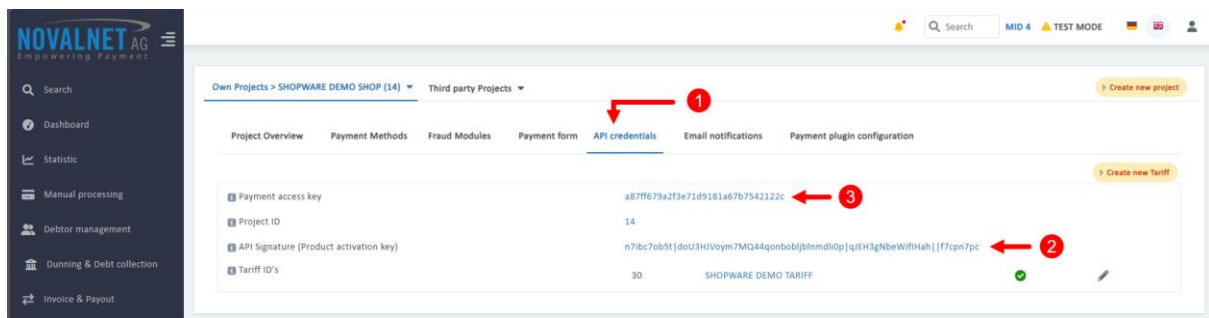 NOVALNET AG
Empowering Payment
Search
MID 4
TEST MODE
Search
Dashboard
Statistic
Manual processing
Debtor management
Dunning & Debt collection
Invoice & Payout
Own Projects > SHOPWARE DEMO SHOP (14)
Third party Projects
Create new project
1
Project Overview
Payment Methods
Fraud Modules
Payment form
API credentials
Email notifications
Payment plugin configuration
Create new Tariff
Payment access key
a87ff679a2f3e71d9181a67b7542122c
3
Project ID
14
API Signature (Product activation key)
n7ibc7ob5t|doU3HJVoym7MQ44qonbobljblnmdli0p|qJEH3gNbeWJfIHah||f7cpn7pc
2
Tariff ID's
30
SHOPWARE DEMO TARIFF